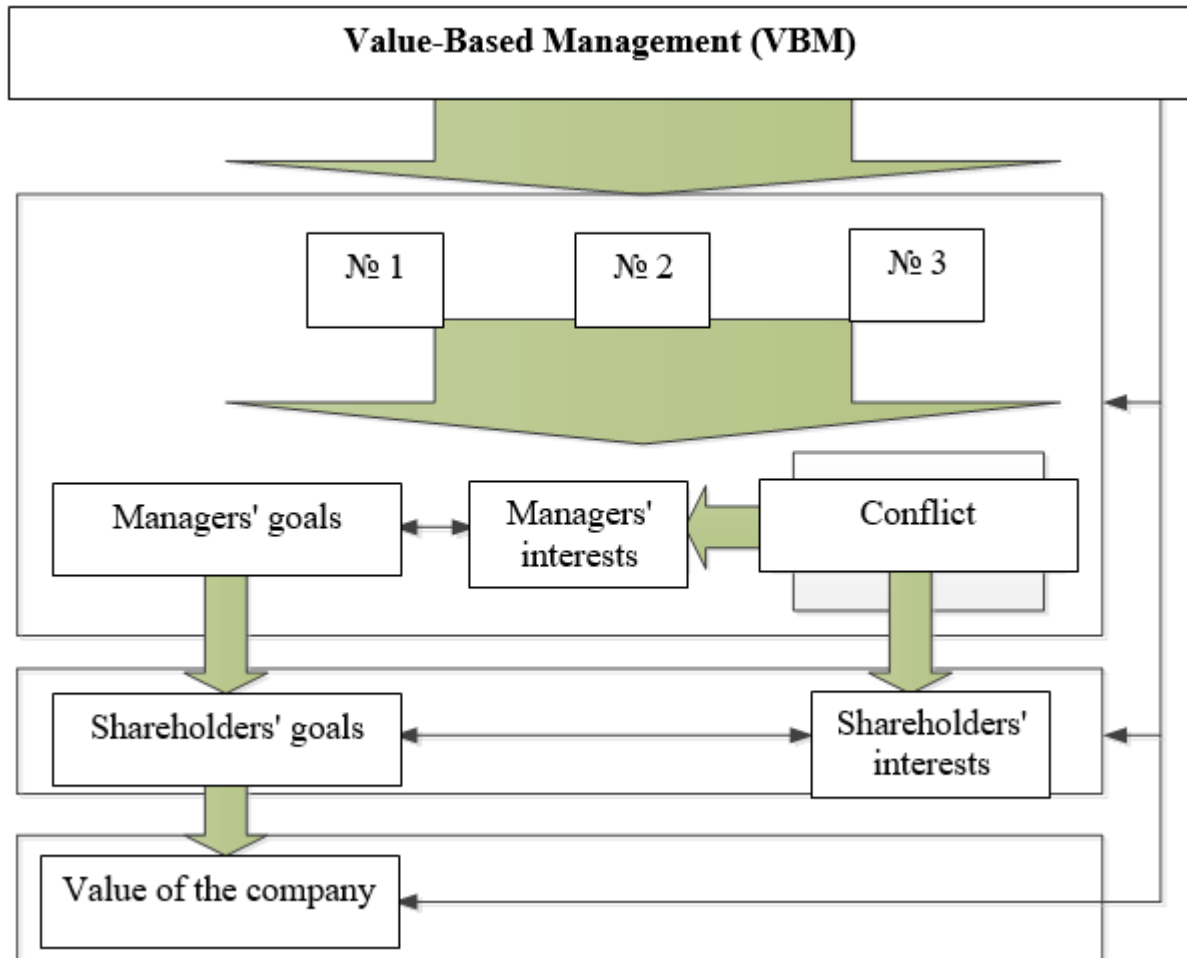 Value-Based Management (VBM)
№ 1
№ 2
№ 3
Managers' goals
Managers'
interests
Conflict
Shareholders' goals
Shareholders'
interests
Value of the company